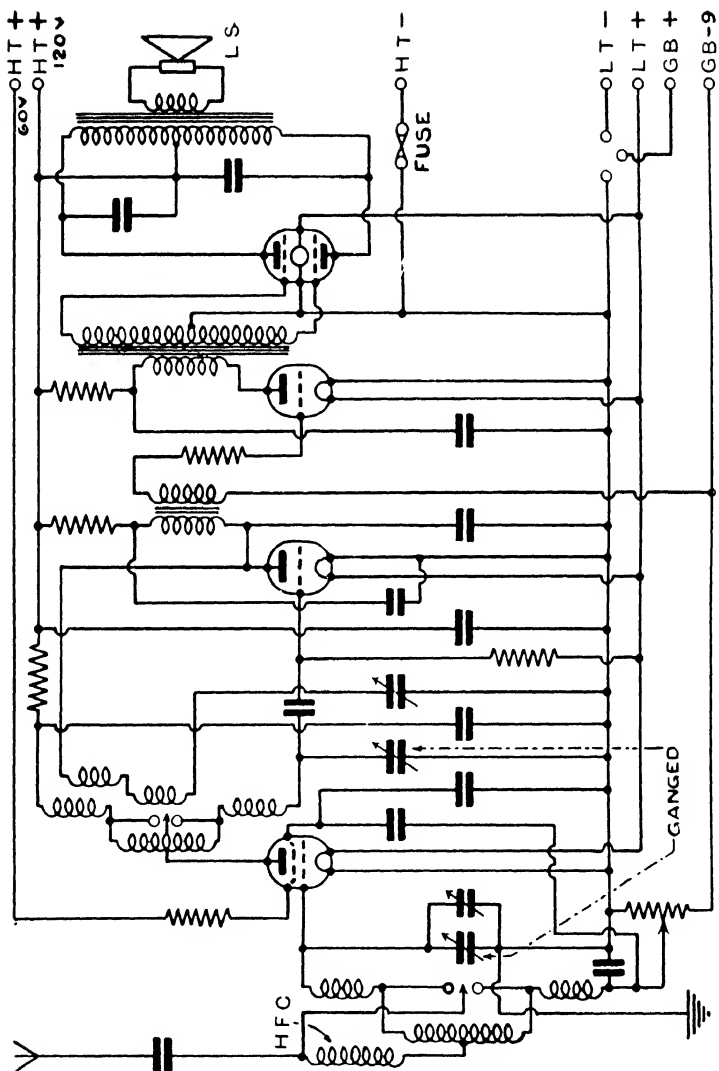 HT+
60V
HT+
120V
LS
HT-
FUSE
LT-
LT+
GB+
GB-9
GANGED
HFC